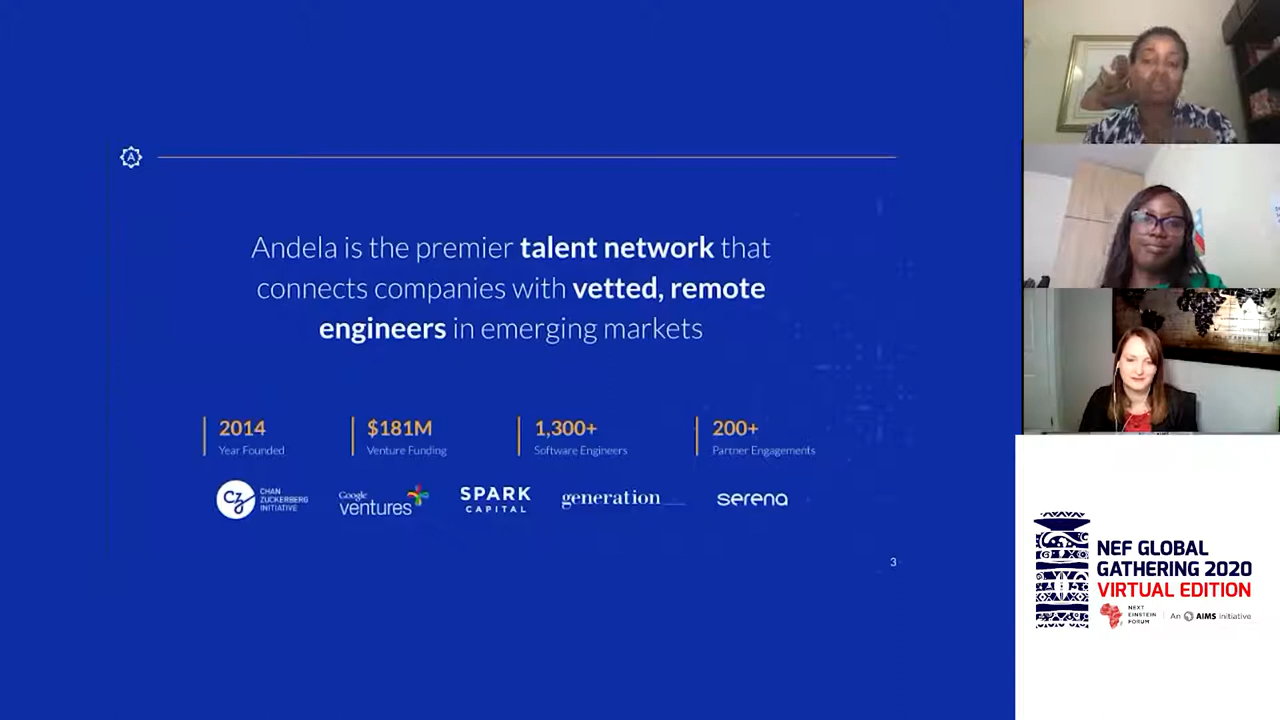 A
Andela is the premier talent network that
connects companies with vetted, remote
engineers in emerging markets
2014
Year Founded
$181M
Venture Funding
1,300+
Software Engineers
200+
Partner Engagements
CZ
CHAN
ZUCKERBERG
INITIATIVE
Google
ventures
SPARK
CAPITAL
generation
serena
3
NEF GLOBAL
GATHERING 2020
VIRTUAL EDITION
NEXT
EINSTEIN
FORUM
An AIMS initiative